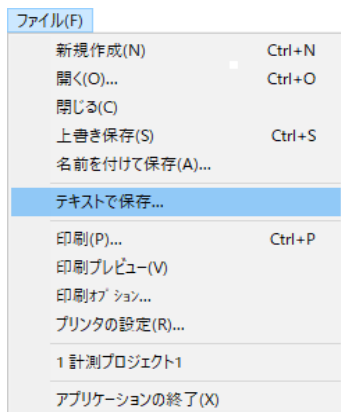 ファイル(F)
新規作成(N) Ctrl+N
開く(O)... Ctrl+O
閉じる(C)
上書き保存(S) Ctrl+S
名前を付けて保存(A)...
テキストで保存...
印刷(P)... Ctrl+P
印刷プレビュー(V)
印刷ｵﾌﾟｼｮﾝ...
プリンタの設定(R)...
1 計測プロジェクト1
アプリケーションの終了(X)